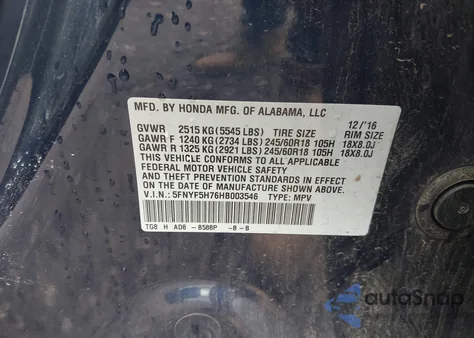 MFD. BY HONDA MFG. OF ALABAMA, LLC
12/'16
GVWR 2515 KG (5545 LBS) TIRE SIZE RIM SIZE
GAWR F 1240 KG (2734 LBS) 245/60R18 105H 18X8.0J
GAWR R 1325 KG (2921 LBS) 245/60R18 105H 18X8.0J
THIS VEHICLE CONFORMS TO ALL APPLICABLE
FEDERAL MOTOR VEHICLE SAFETY
AND THEFT PREVENTION STANDARDS IN EFFECT
ON THE DATE OF MANUFACTURE SHOWN ABOVE.
V.I.N.: 5FNYF5H76HB003546 TYPE: MPV
TG8 H AD8 - B588P -B - B
autoSnap